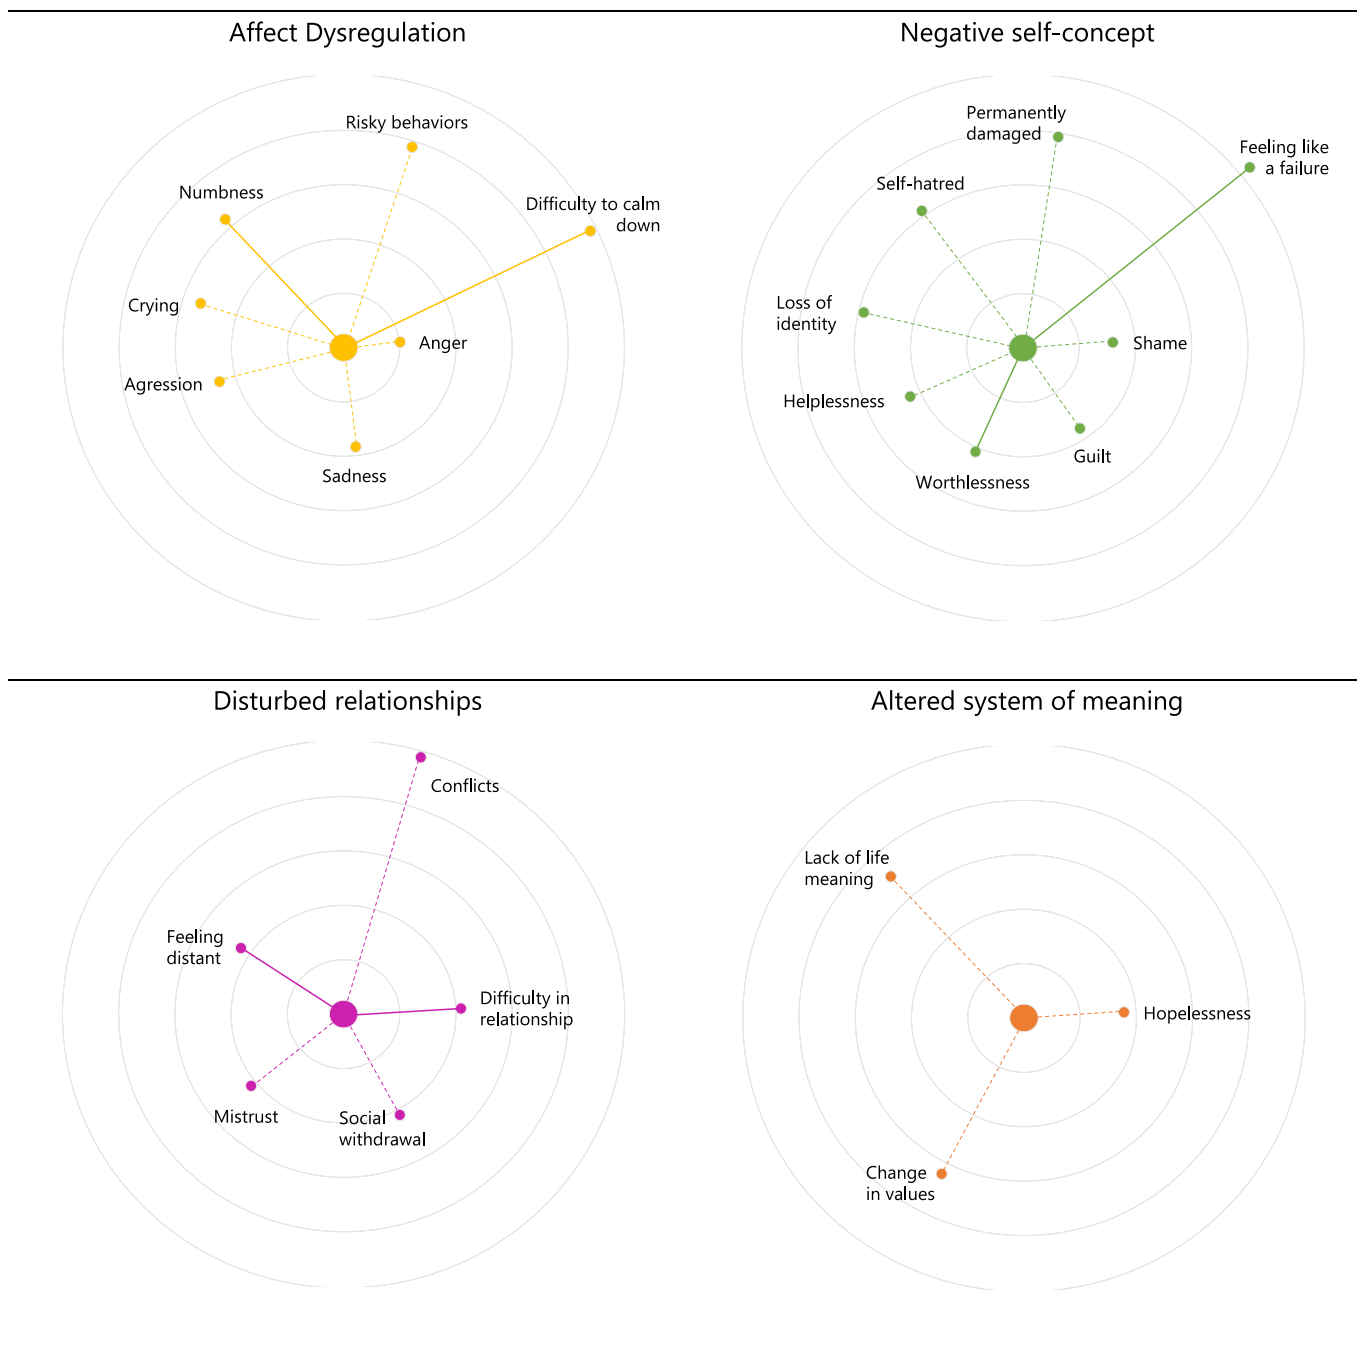 Affect Dysregulation
Risky behaviors
Numbness
Difficulty to calm
down
Crying
Anger
Agression
Sadness
Negative self-concept
Permanently
damaged
Feeling like
a failure
Self-hatred
Loss of
identity
Shame
Helplessness
Guilt
Worthlessness
Disturbed relationships
Conflicts
Feeling
distant
Difficulty in
relationship
Mistrust
Social
withdrawal
Altered system of meaning
Lack of life
meaning
Hopelessness
Change
in values